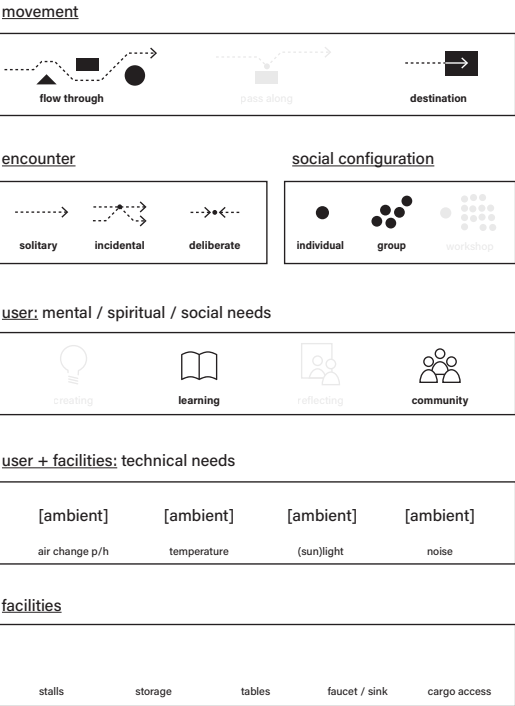 movement
flow through
pass along
destination
encounter
social configuration
solitary
incidental
deliberate
individual
group
workshop
user: mental / spiritual / social needs
creating
learning
reflecting
community
user + facilities: technical needs
[ambient] [ambient] [ambient] [ambient]
air change p/h temperature (sun)light noise
facilities
stalls storage tables faucet / sink cargo access